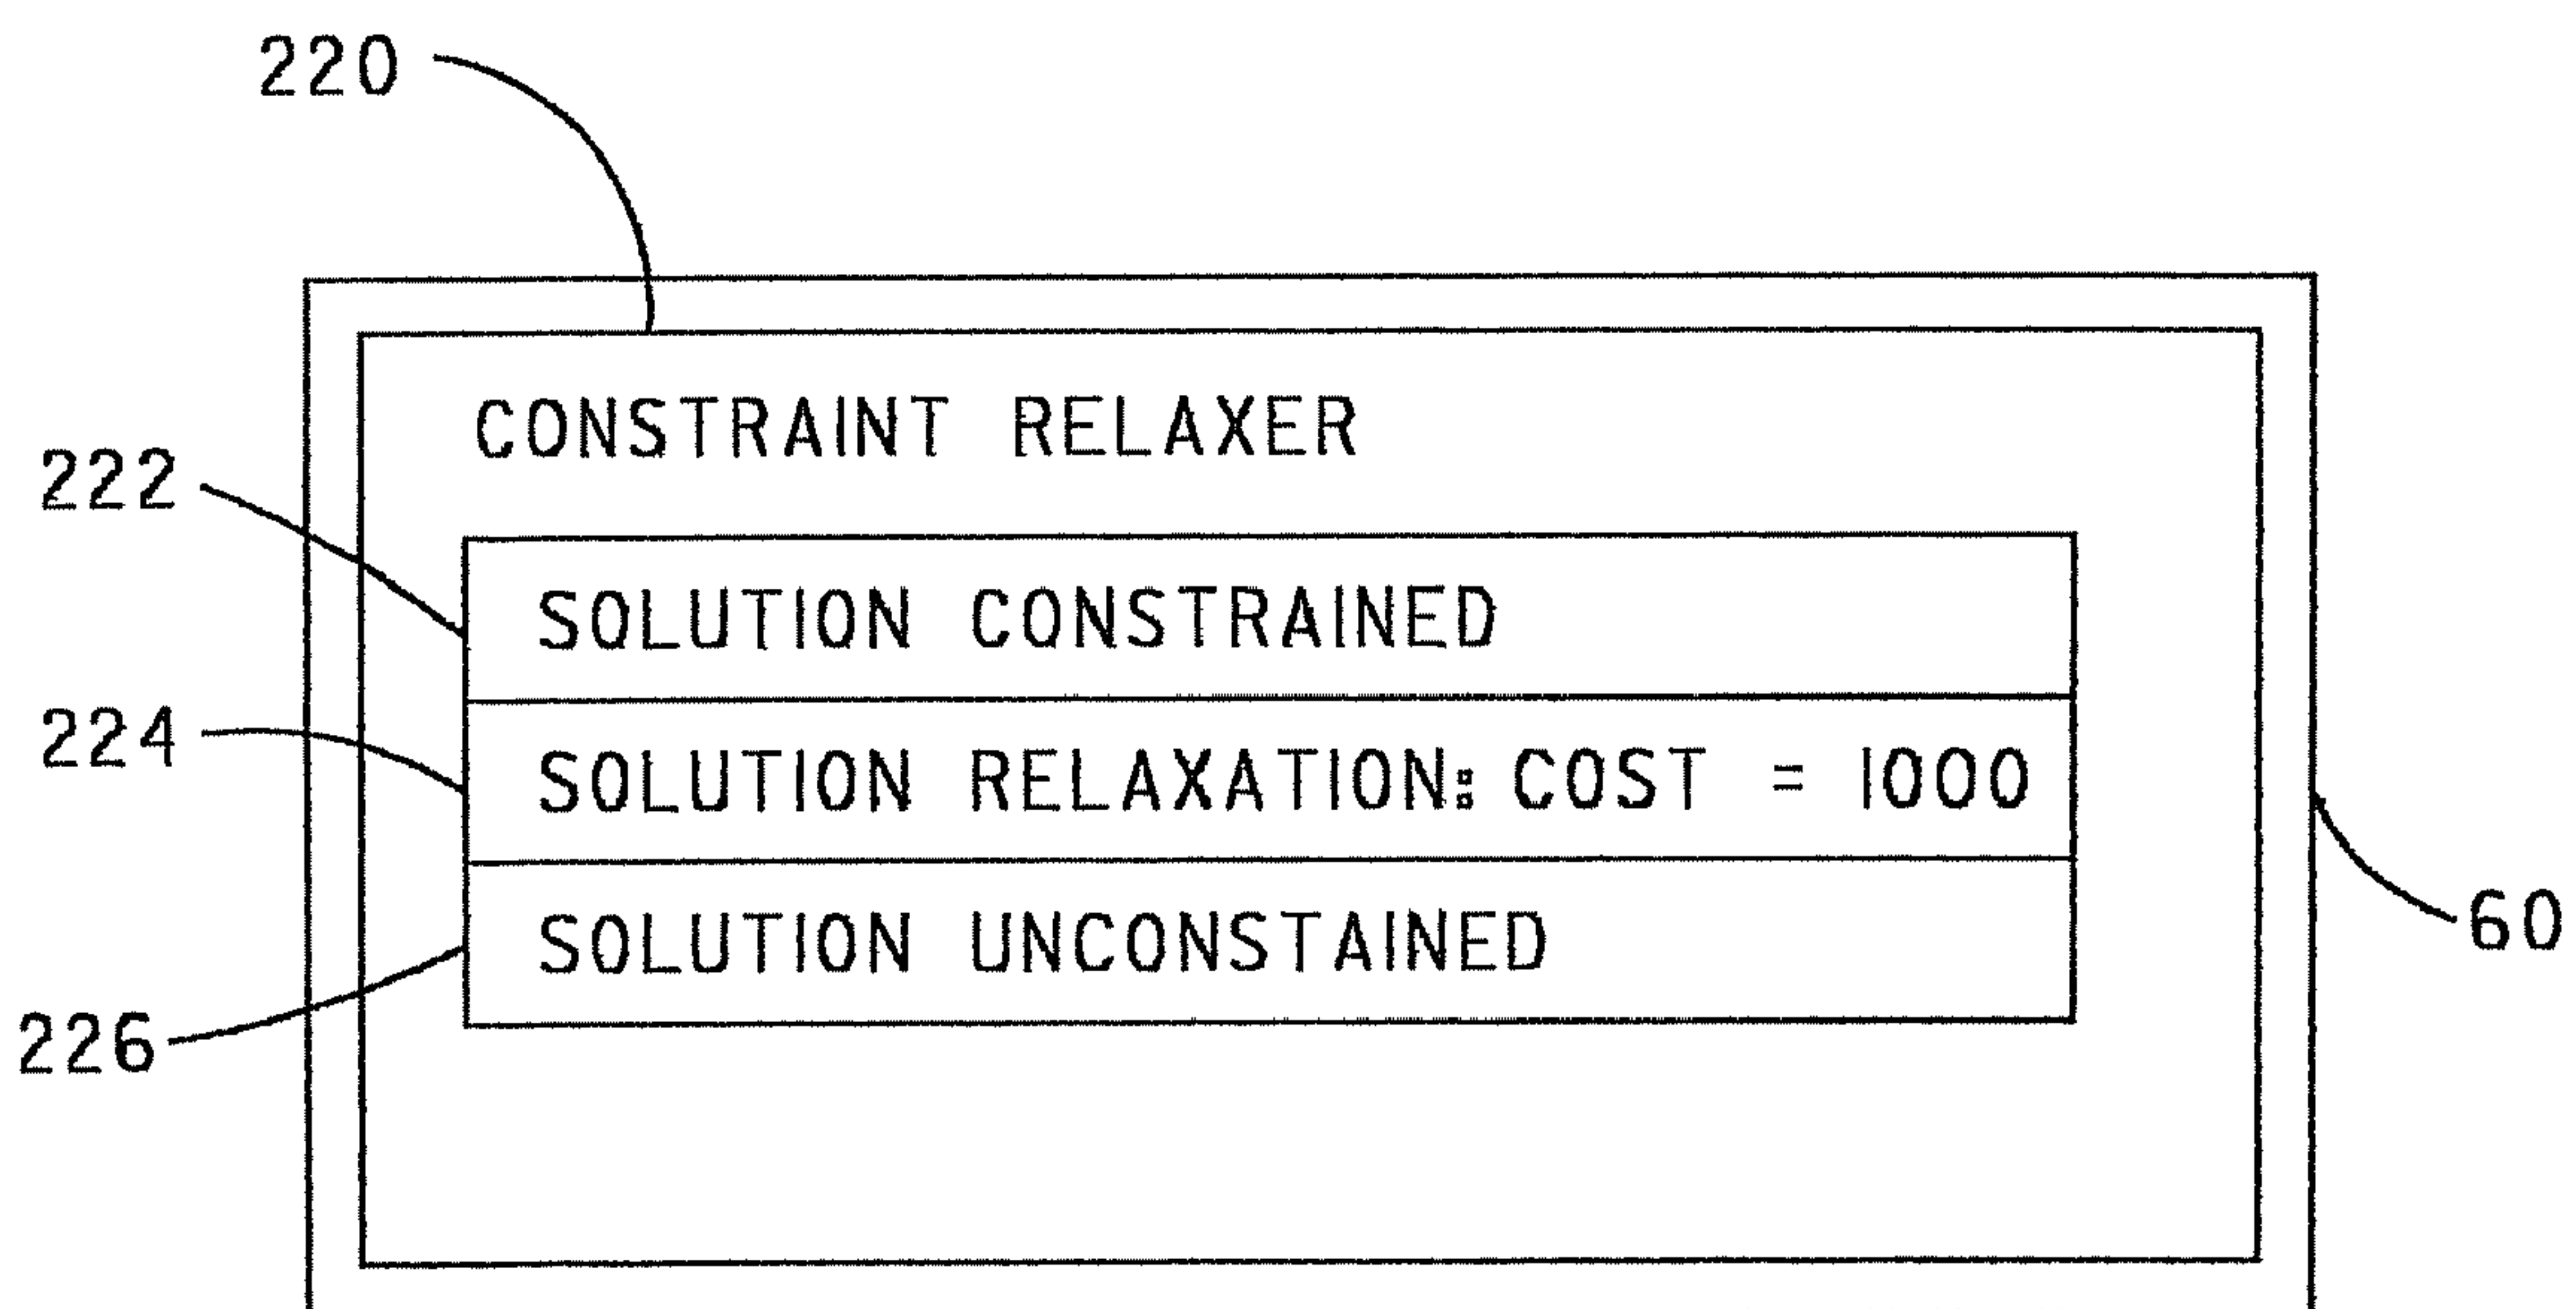 220
CONSTRAINT RELAXER
222
SOLUTION CONSTRAINED
224
SOLUTION RELAXATION: COST = 1000
SOLUTION UNCONSTAINED
60
226